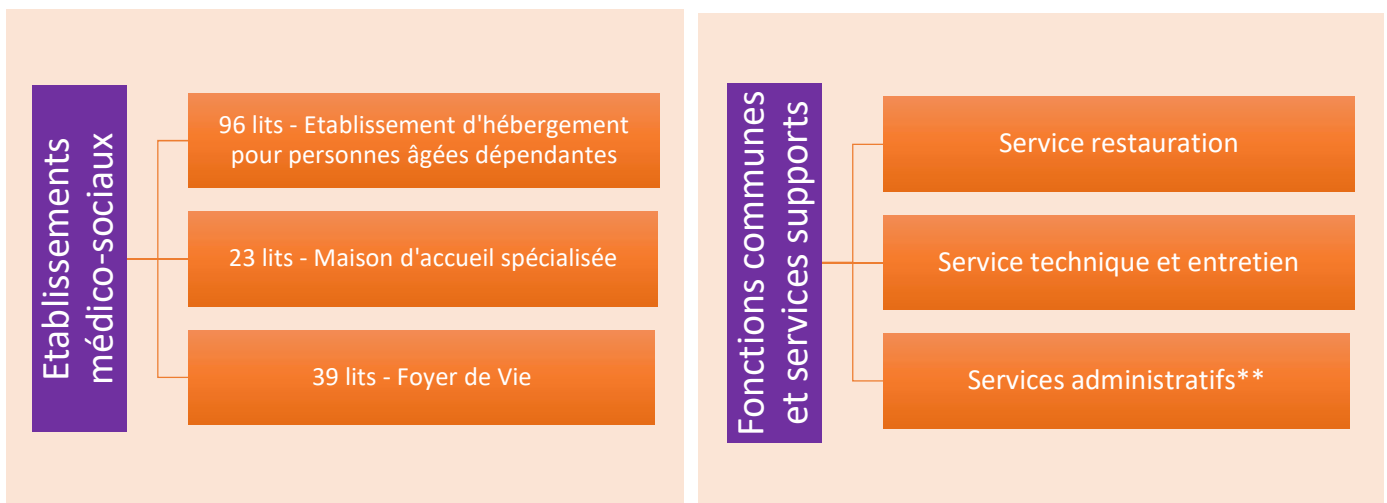 Etablissements
médico-sociaux
96 lits - Etablissement d'hébergement
pour personnes âgées dépendantes
23 lits - Maison d'accueil spécialisée
39 lits - Foyer de Vie
Fonctions communes
et services supports
Service restauration
Service technique et entretien
Services administratifs**